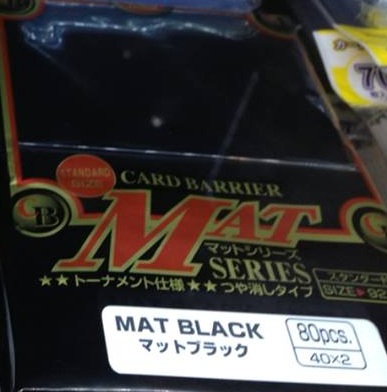 STANDARD
SIZE
CARD BARRIER
MAT
マットシリーズ
SERIES
B
★★トーナメント仕様★★つや消しタイプ
スタンダード
SIZE▶92
MAT BLACK
マットブラック
80pcs.
40×2